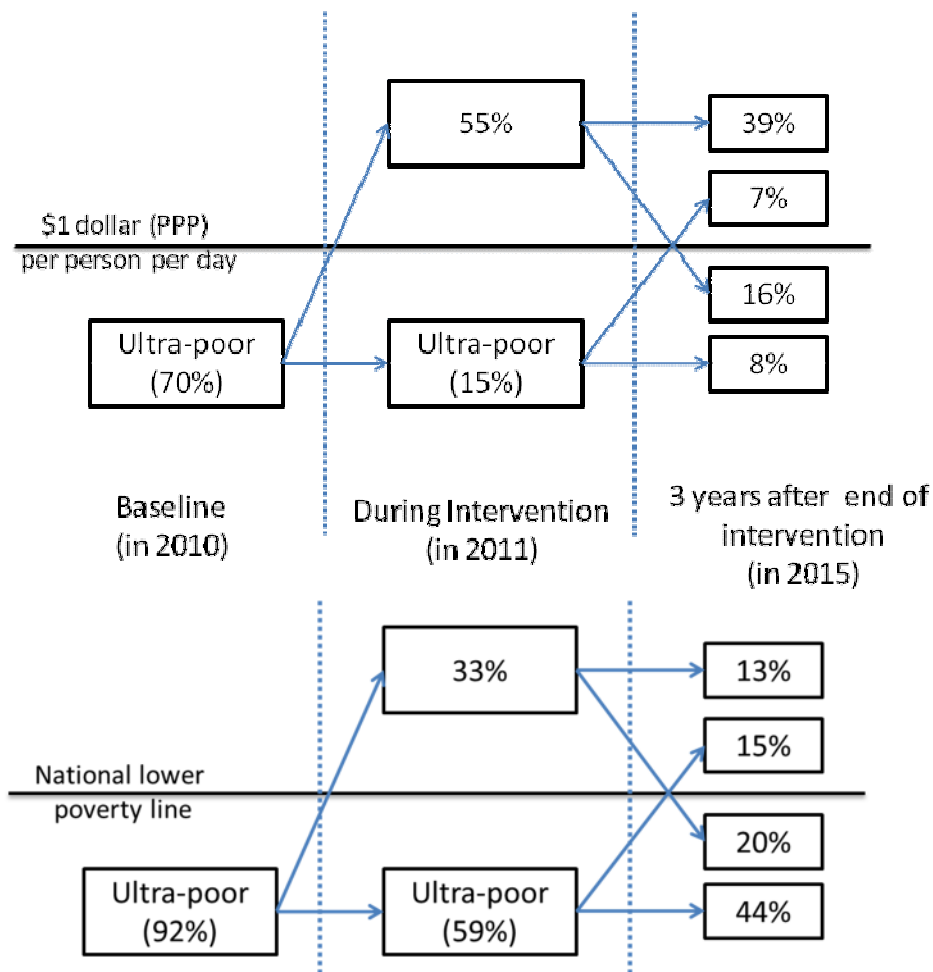 55%
39%
7%
$1 dollar (PPP)
per person per day
16%
Ultra-poor
(70%)
Ultra-poor
(15%)
8%
Baseline
(in 2010)
During Intervention
(in 2011)
3 years after end of
intervention
(in 2015)
33%
13%
15%
National lower
poverty line
20%
Ultra-poor
(92%)
Ultra-poor
(59%)
44%